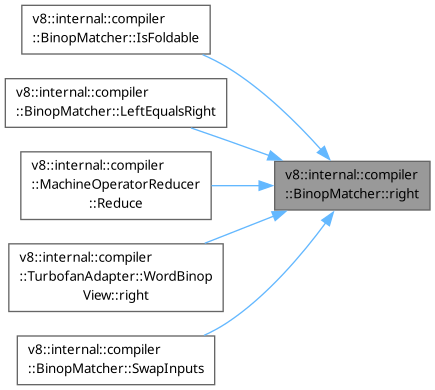 v8::internal::compiler
::BinopMatcher::IsFoldable
v8::internal::compiler
::BinopMatcher::LeftEqualsRight
v8::internal::compiler
::MachineOperatorReducer
::Reduce
v8::internal::compiler
::BinopMatcher::right
v8::internal::compiler
::TurbofanAdapter::WordBinop
View::right
v8::internal::compiler
::BinopMatcher::SwapInputs